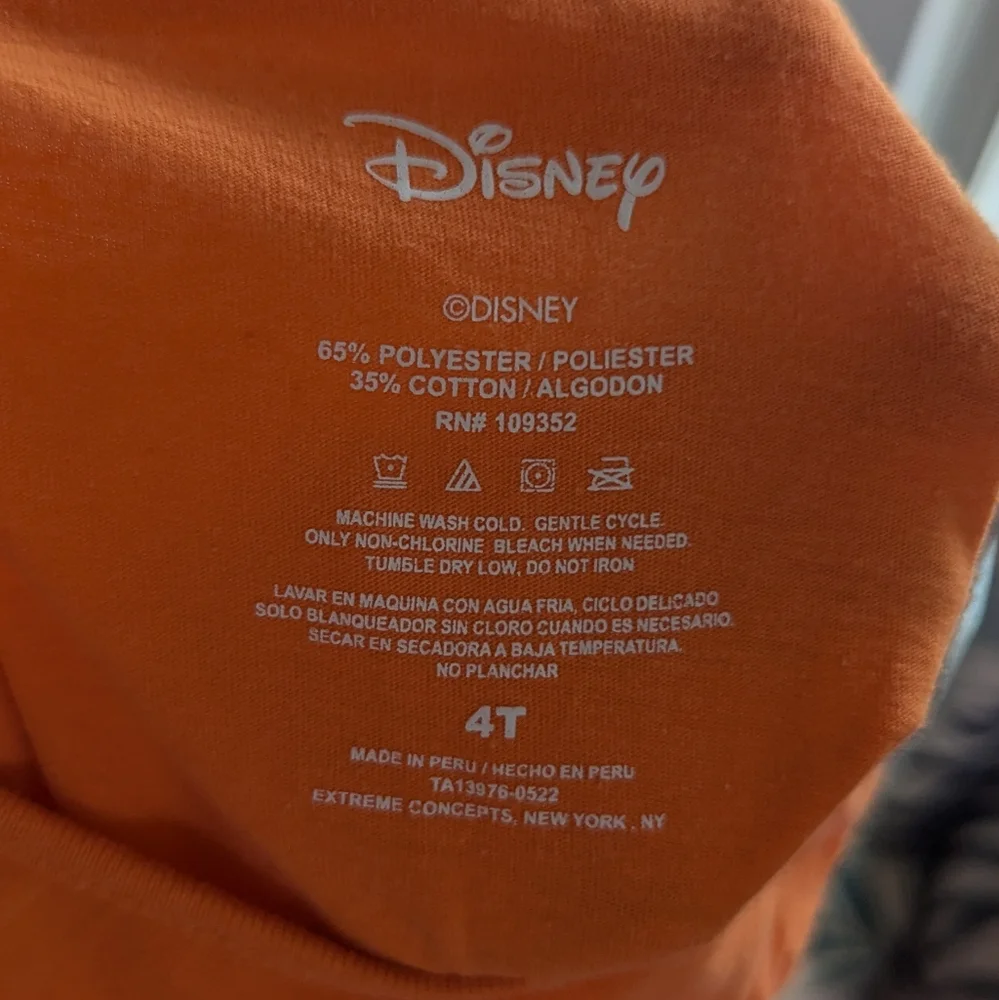 Disney
©DISNEY
65% POLYESTER / POLIESTER
35% COTTON / ALGODON
RN# 109352
MACHINE WASH COLD. GENTLE CYCLE.
ONLY NON-CHLORINE BLEACH WHEN NEEDED.
TUMBLE DRY LOW, DO NOT IRON
LAVAR EN MAQUINA CON AGUA FRIA, CICLO DELICADO
SOLO BLANQUEADOR SIN CLORO CUANDO ES NECESARIO.
SECAR EN SECADORA A BAJA TEMPERATURA.
NO PLANCHAR
4T
MADE IN PERU / HECHO EN PERU
TA13976-0522
EXTREME CONCEPTS, NEW YORK , NY